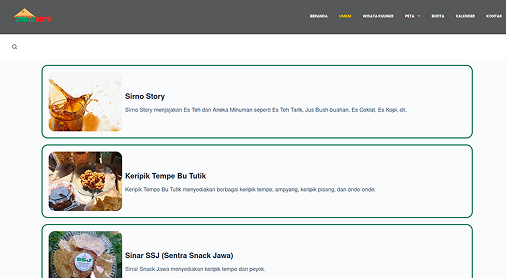 BERANDA UMKM WISATA KULINER PETA BERITA KALENDER KONTAK
Sirno Story
Sirno Story menjajakan Es Teh dan Aneka Minuman seperti Es Teh Tarik, Jus Buah-buahan, Es Coklat, Es Kopi, dll.
Keripik Tempe Bu Tutik
Keripik Tempe Bu Tutik menyediakan berbagai keripik tempe, ampyang, keripik pisang, dan onde-onde.
SSJ
Sinar SSJ (Sentra Snack Jawa)
Sinar Snack Jawa menyediakan keripik tempe dan peyek.